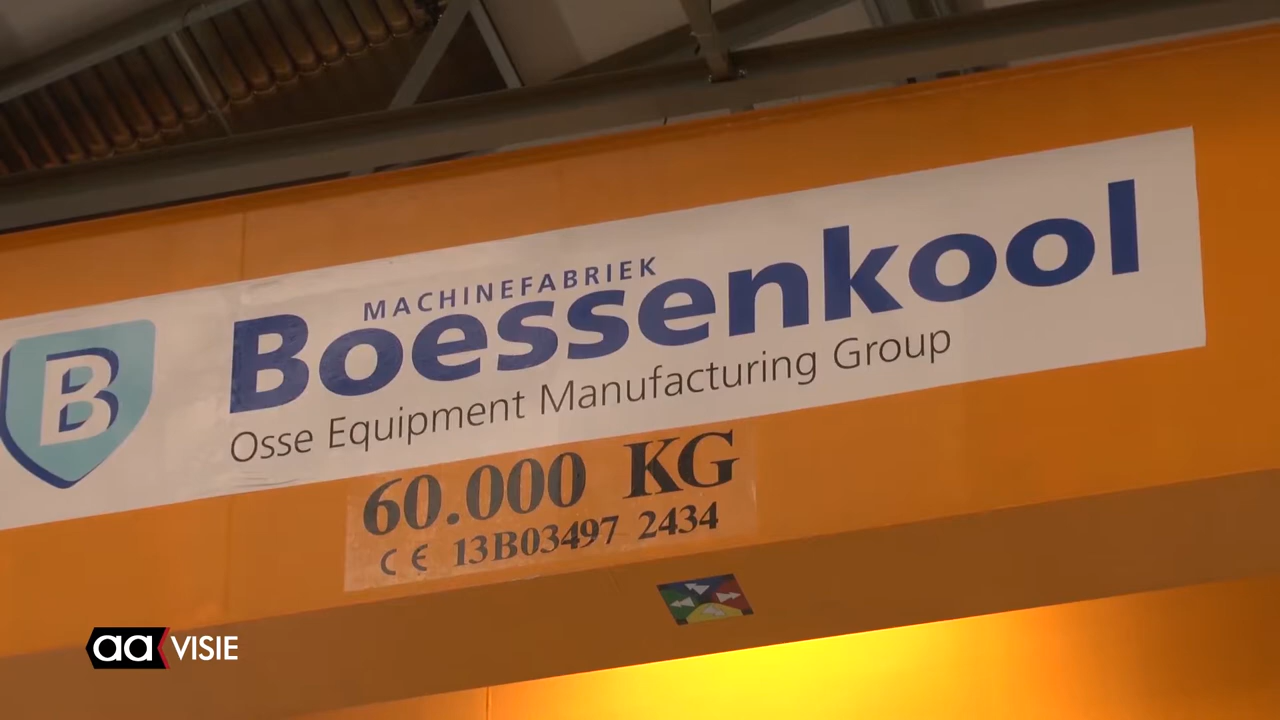 MACHINEFABRIEK
B Boessenkool
Osse Equipment Manufacturing Group
60.000 KG
CE 13B03497 2434
aa VISIE